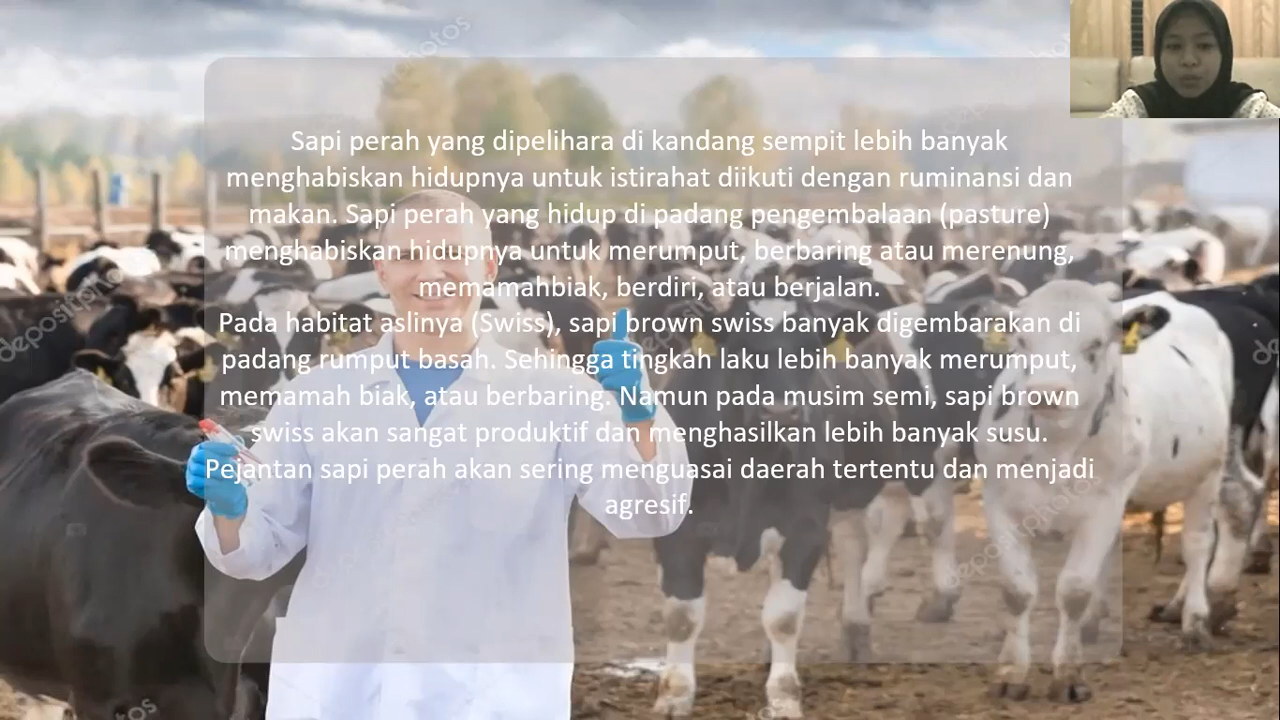 Sapi perah yang dipelihara di kandang sempit lebih banyak
menghabiskan hidupnya untuk istirahat diikuti dengan ruminansi dan
makan. Sapi perah yang hidup di padang pengembalaan (pasture)
menghabiskan hidupnya untuk merumput, berbaring atau merenung,
memamahbiak, berdiri, atau berjalan.
Pada habitat aslinya (Swiss), sapi brown swiss banyak digembarakan di
padang rumput basah. Sehingga tingkah laku lebih banyak merumput,
memamah biak, atau berbaring. Namun pada musim semi, sapi brown
swiss akan sangat produktif dan menghasilkan lebih banyak susu.
Pejantan sapi perah akan sering menguasai daerah tertentu dan menjadi
agresif.
depositphotos